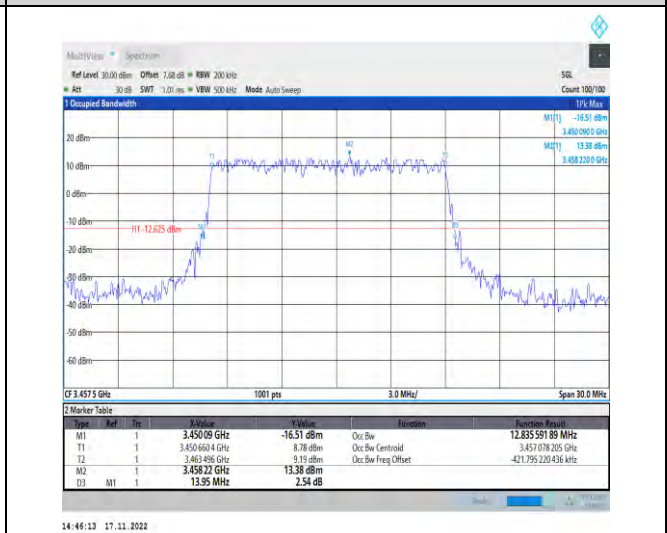 MultiView Spectrum
Ref Level 30.00 dBm Offset 7.68 dB RBW 200 kHz SGL
Att 30 dB SWT 1.01 ms VBW 500 kHz Mode Auto Sweep Count 100/100
1 Occupied Bandwidth 1Pk Max
M1[1] -16.51 dBm
3.450 090 0 GHz
M2[1] 13.38 dBm
3.458 220 0 GHz
20 dBm
M2
T1
10 dBm
0 dBm
-10 dBm
H1 -12.625 dBm
-20 dBm
-30 dBm
-40 dBm
-50 dBm
-60 dBm
CF 3.457 5 GHz 1001 pts 3.0 MHz/ Span 30.0 MHz
2 Marker Table
Type Ref Trc X-Value Y-Value Function Function Result
M1 1 3.450 09 GHz -16.51 dBm Occ Bw 12.835 591 89 MHz
T1 1 3.450 660 4 GHz 8.78 dBm Occ Bw Centroid 3.457 078 205 GHz
T2 1 3.463 496 GHz 9.19 dBm Occ Bw Freq Offset -421.795 220 436 kHz
M2 1 3.458 22 GHz 13.38 dBm
D3 M1 1 13.95 MHz 2.54 dB
14:46:13 17.11.2022